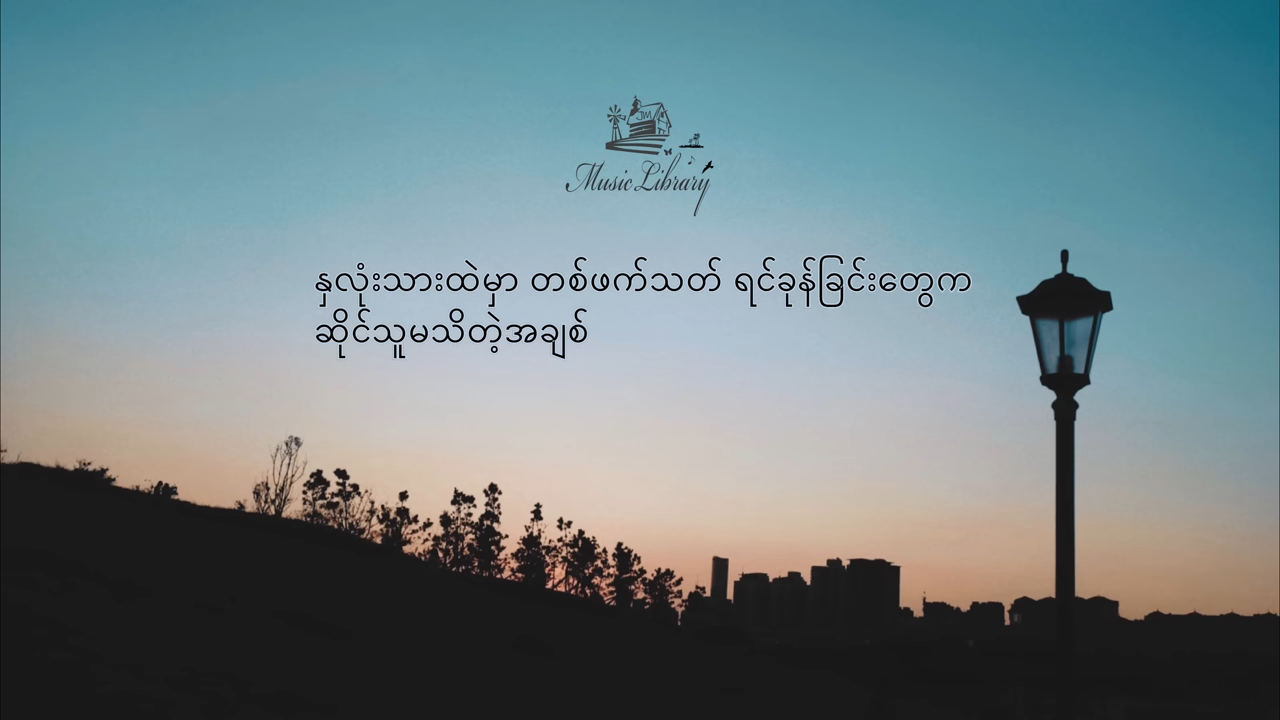 JM
Music Library
နှလုံးသားထဲမှာ တစ်ဖက်သတ် ရင်ခုန်ခြင်းတွေက
ဆိုင်သူမသိတဲ့အချစ်